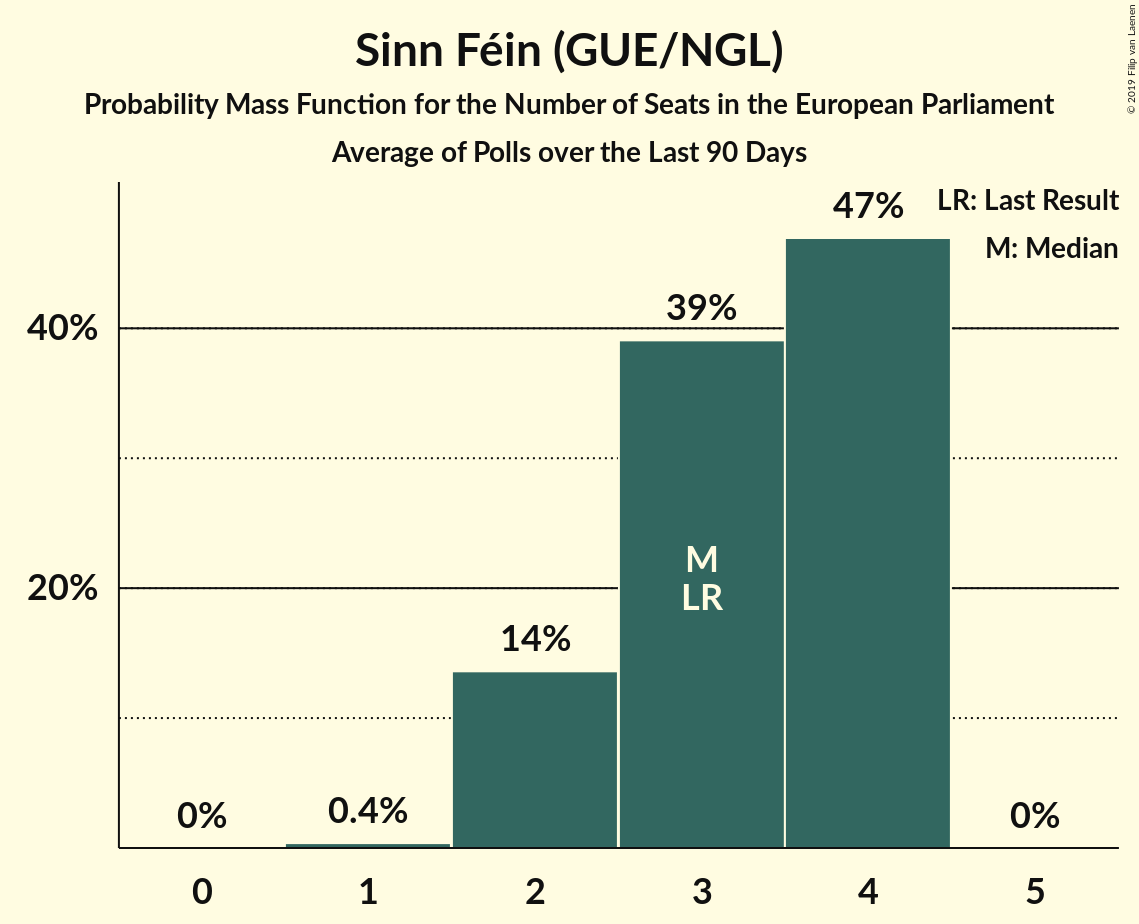 Sinn Féin (GUE/NGL)
Probability Mass Function for the Number of Seats in the European Parliament
Average of Polls over the Last 90 Days
© 2019 Filip van Laenen
LR: Last Result
M: Median
47%
39%
40%
M
LR
20%
14%
0%
0.4%
0%
0 1 2 3 4 5